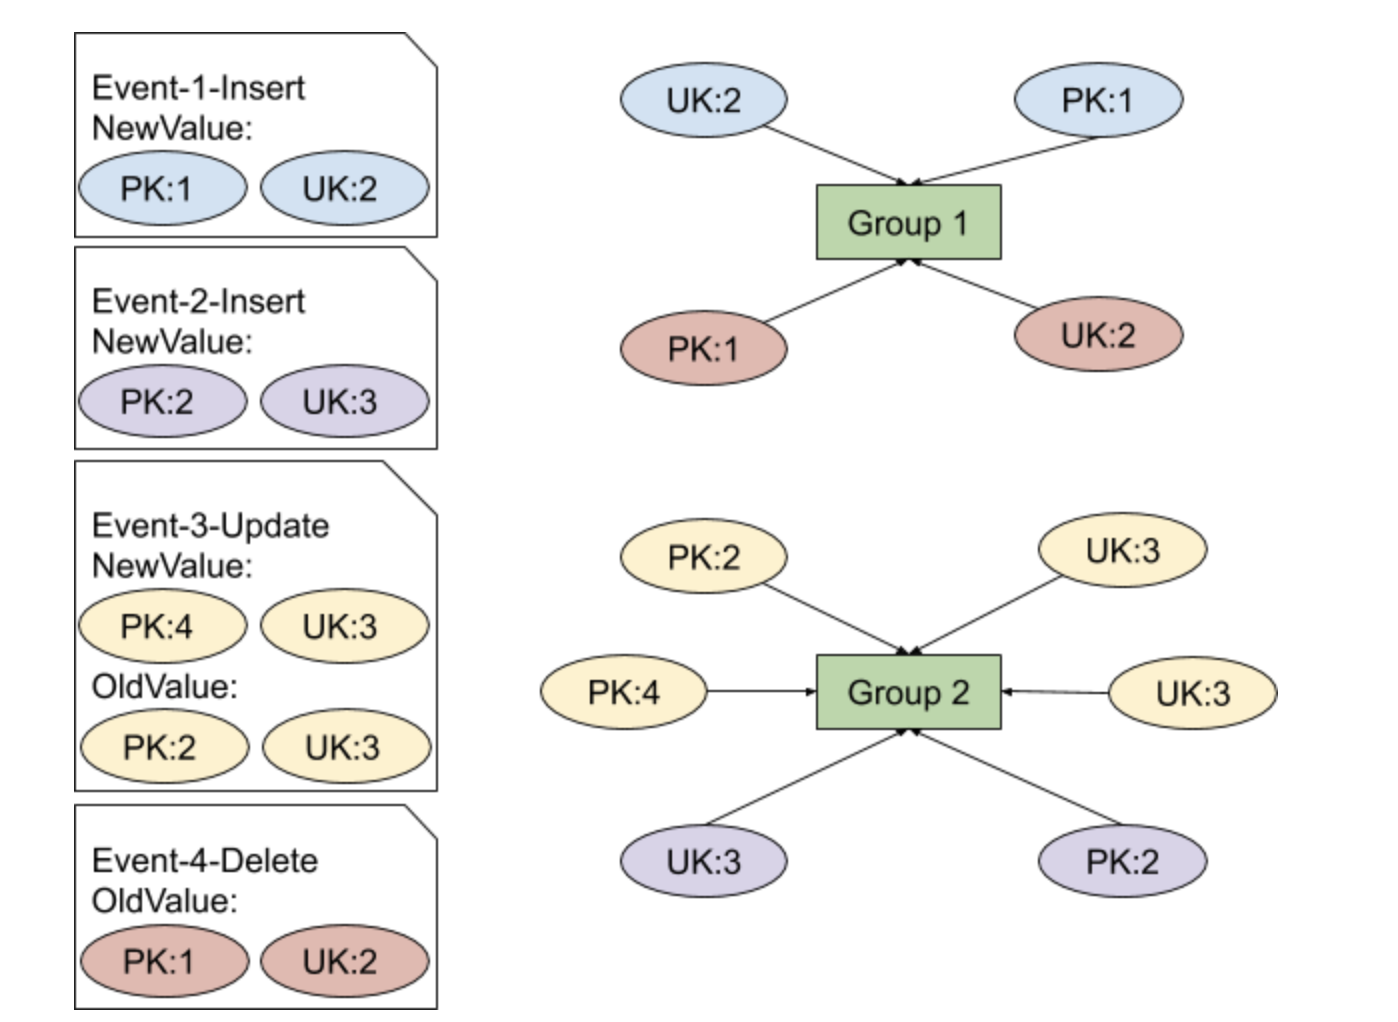 Event-1-Insert
NewValue:
PK:1 UK:2
Event-2-Insert
NewValue:
PK:2 UK:3
Event-3-Update
NewValue:
PK:4 UK:3
OldValue:
PK:2 UK:3
Event-4-Delete
OldValue:
PK:1 UK:2
UK:2 PK:1
Group 1
PK:1 UK:2
PK:2 UK:3
PK:4 Group 2 UK:3
UK:3 PK:2